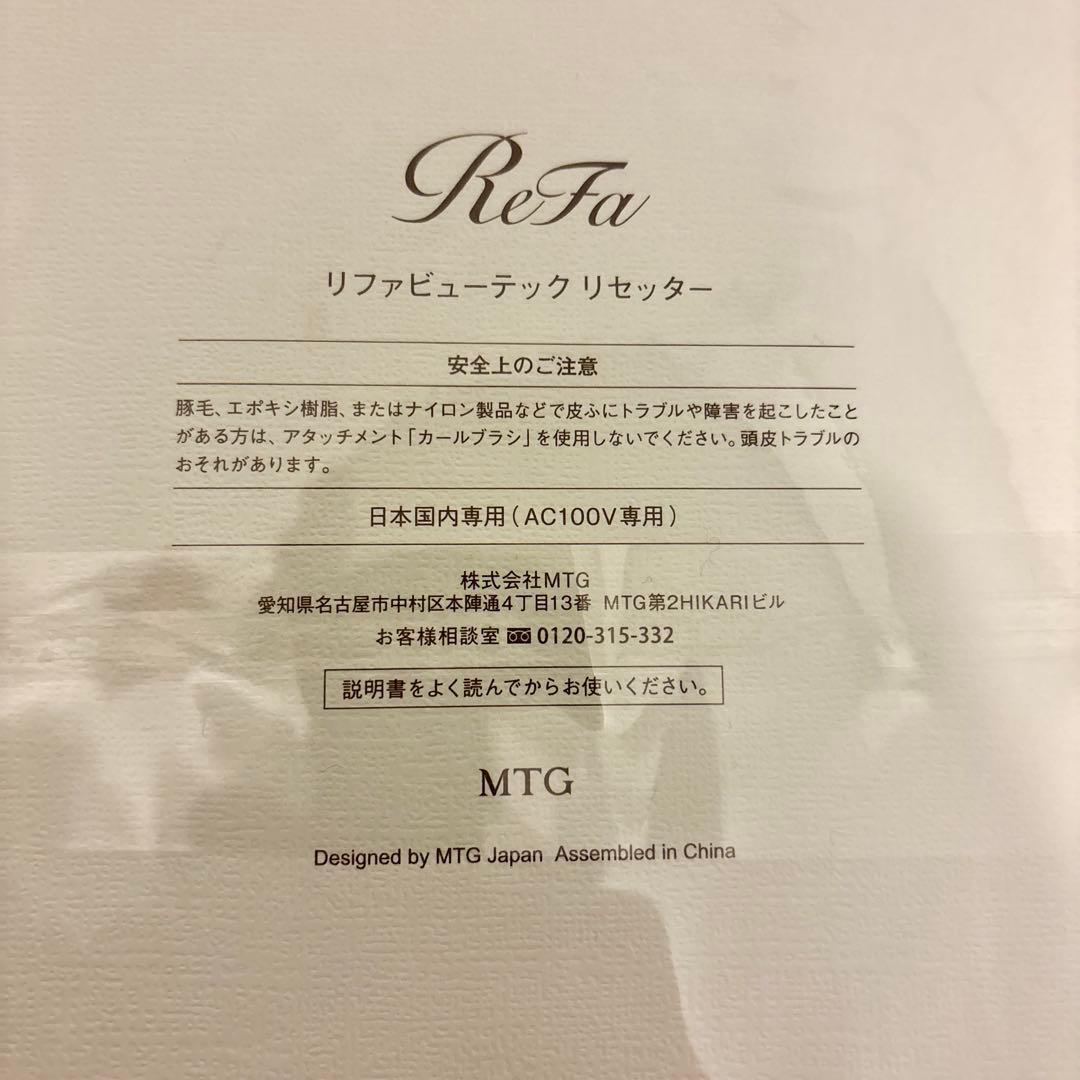 ReFa
リファビューテック リセッター
安全上のご注意
豚毛、エポキシ樹脂、またはナイロン製品などで皮ふにトラブルや障害を起こしたこと
がある方は、アタッチメント「カールブラシ」を使用しないでください。頭皮トラブルの
おそれがあります。
日本国内専用(AC100V専用)
株式会社MTG
愛知県名古屋市中村区本陣通4丁目13番 MTG第2HIKARIビル
お客様相談室 0120-315-332
説明書をよく読んでからお使いください。
MTG
Designed by MTG Japan Assembled in China